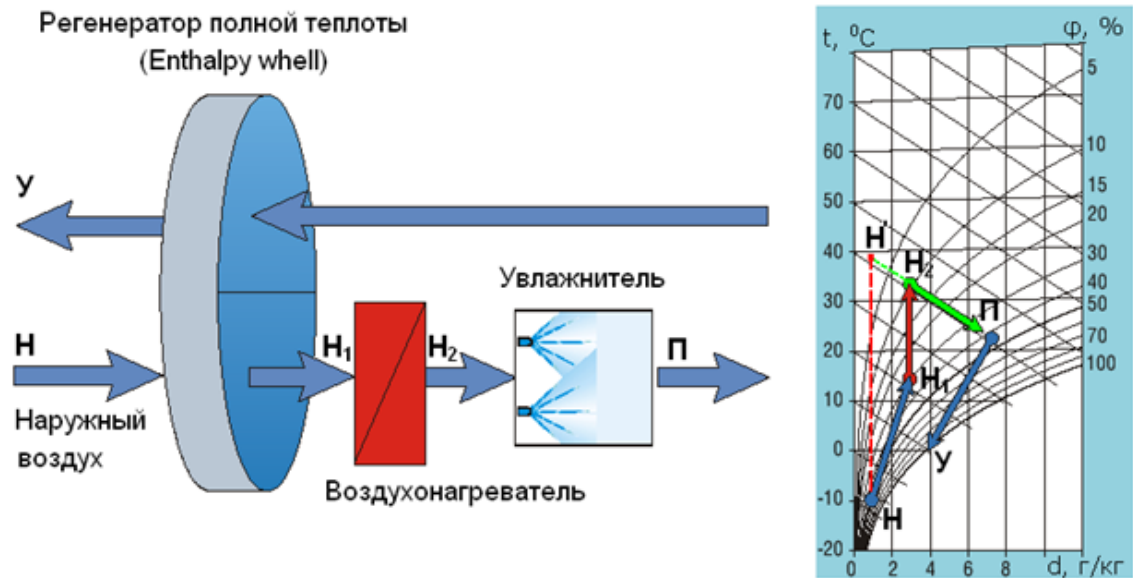 Регенератор полной теплоты
(Enthalpy whell)
У
Увлажнитель
Н
Н₁
Н₂
П
Наружный
воздух
Воздухонагреватель
t, ⁰C
φ, %
70
60
50
40
30
20
10
0
-10
-20
0
2
4
6
8
d, г/кг
5
10
15
20
30
40
50
70
100
Н'
Н₂
П
Н₁
У
Н